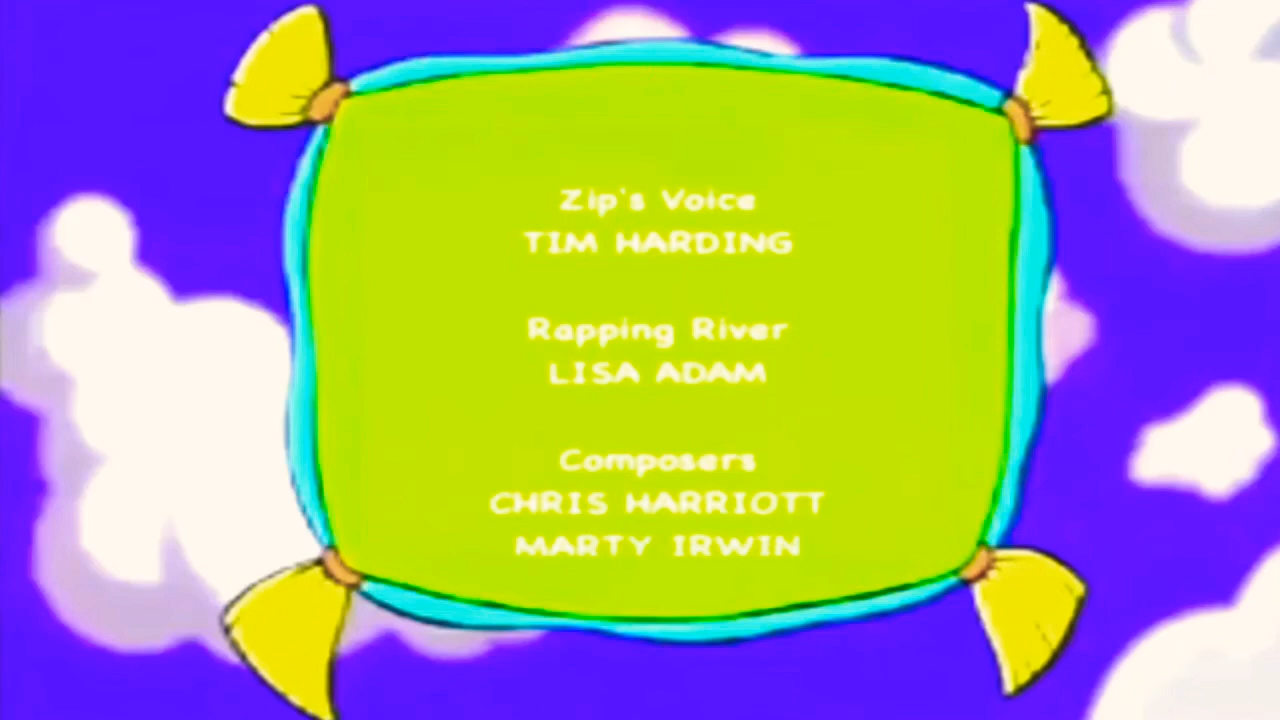 Zip's Voice
TIM HARDING
Rapping River
LISA ADAM
Composers
CHRIS HARRIOTT
MARTY IRWIN